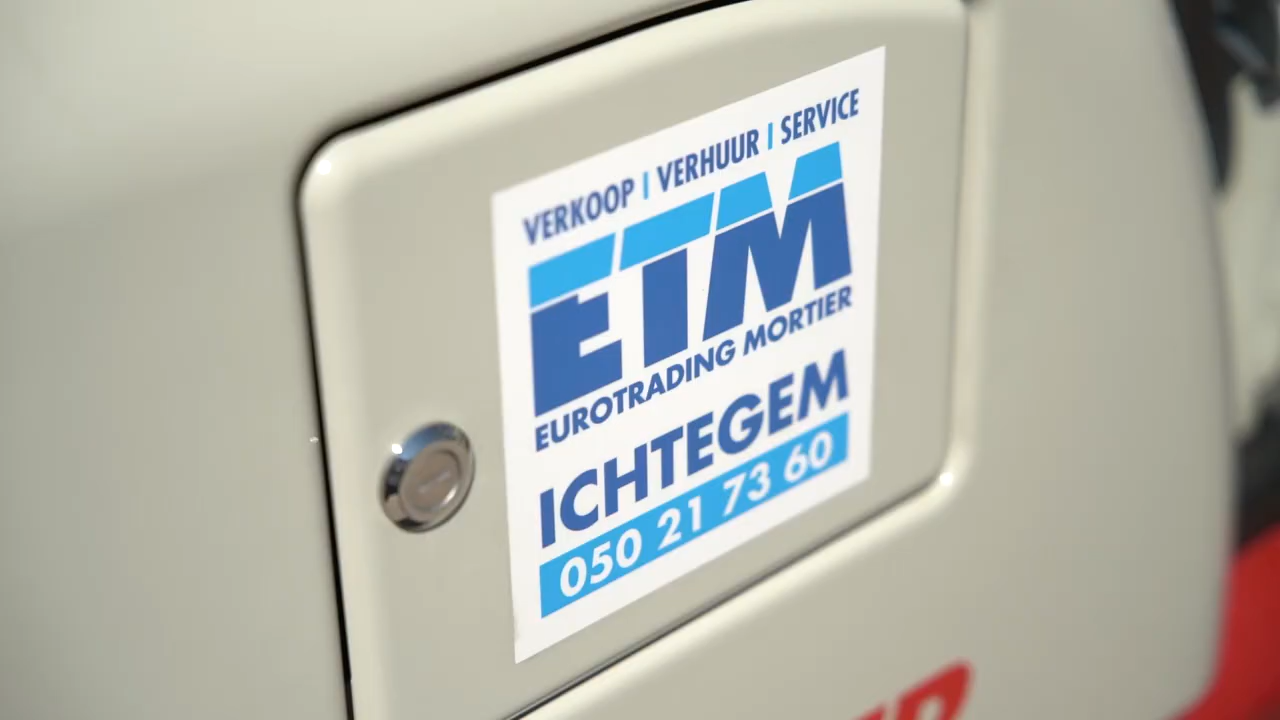 VERKOOP | VERHUUR | SERVICE
ETM
EUROTRADING MORTIER
ICHTEGEM
050 21 73 60